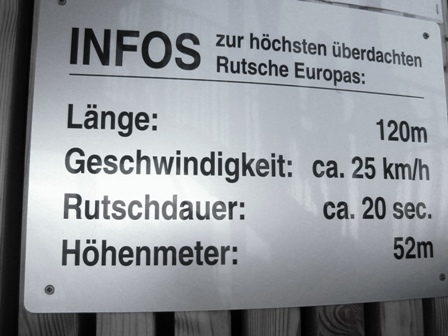 INFOS zur höchsten überdachten
Rutsche Europas:
Länge: 120m
Geschwindigkeit: ca. 25 km/h
Rutschdauer: ca. 20 sec.
Höhenmeter: 52m